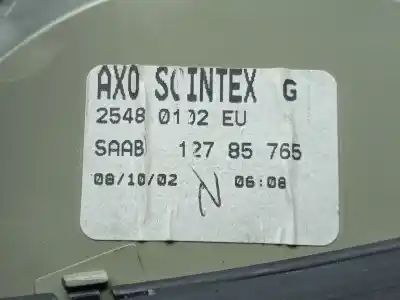 AXO SCINTEX G
2548 0102 EU
SAAB 127 85 765
08/10/02 N 06:08